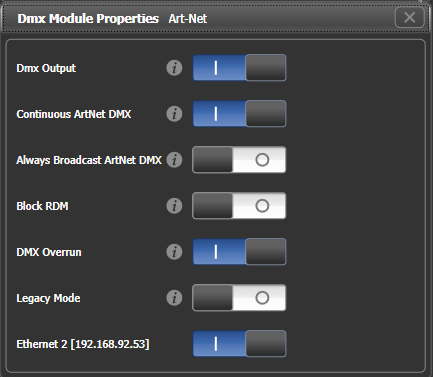 Dmx Module Properties Art-Net
Dmx Output
Continuous ArtNet DMX
Always Broadcast ArtNet DMX
Block RDM
DMX Overrun
Legacy Mode
Ethernet 2 [192.168.92.53]